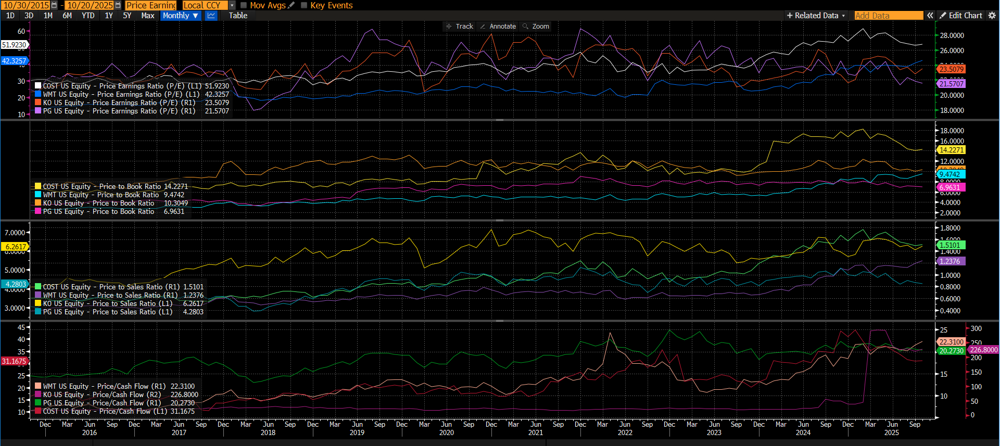 10/30/2015 - 10/20/2025 Price Earning Local CCY Mov Avgs Key Events
1D 3D 1M 6M YTD 1Y 5Y Max Monthly ▼ Table + Related Data Add Data « Edit Chart
Track Annotate Zoom
60
51.9230
42.3257
30
20
10
COST US Equity - Price Earnings Ratio (P/E) (L1) 51.9230
WMT US Equity - Price Earnings Ratio (P/E) (L1) 42.3257
KO US Equity - Price Earnings Ratio (P/E) (R1) 23.5079
PG US Equity - Price Earnings Ratio (P/E) (R1) 21.5707
28.0000
26.0000
23.5079
21.5707
20.0000
18.0000
COST US Equity - Price to Book Ratio 14.2271
WMT US Equity - Price to Book Ratio 9.4742
KO US Equity - Price to Book Ratio 10.3049
PG US Equity - Price to Book Ratio 6.9631
18.0000
16.0000
14.2271
12.0000
9.4742
6.9631
6.0000
4.0000
2.0000
7.0000
6.2617
5.0000
4.2803
4.0000
3.0000
COST US Equity - Price to Sales Ratio (R1) 1.5101
WMT US Equity - Price to Sales Ratio (R1) 1.2376
KO US Equity - Price to Sales Ratio (L1) 6.2617
PG US Equity - Price to Sales Ratio (L1) 4.2803
1.8000
1.5101
1.4000
1.2376
1.0000
0.8000
0.6000
0.4000
45
40
35
31.1675
25
20
15
10
WMT US Equity - Price/Cash Flow (R1) 22.3100
KO US Equity - Price/Cash Flow (R2) 226.8000
PG US Equity - Price/Cash Flow (R1) 20.2730
COST US Equity - Price/Cash Flow (L1) 31.1675
25
22.3100
20.2730
15
10
300
250
226.8000
200
150
100
50
0
Dec Mar Jun Sep Dec Mar Jun Sep Dec Mar Jun Sep Dec Mar Jun Sep Dec Mar Jun Sep Dec Mar Jun Sep Dec Mar Jun Sep Dec Mar Jun Sep Dec Mar Jun Sep Dec Mar Jun Sep
2016 2017 2018 2019 2020 2021 2022 2023 2024 2025